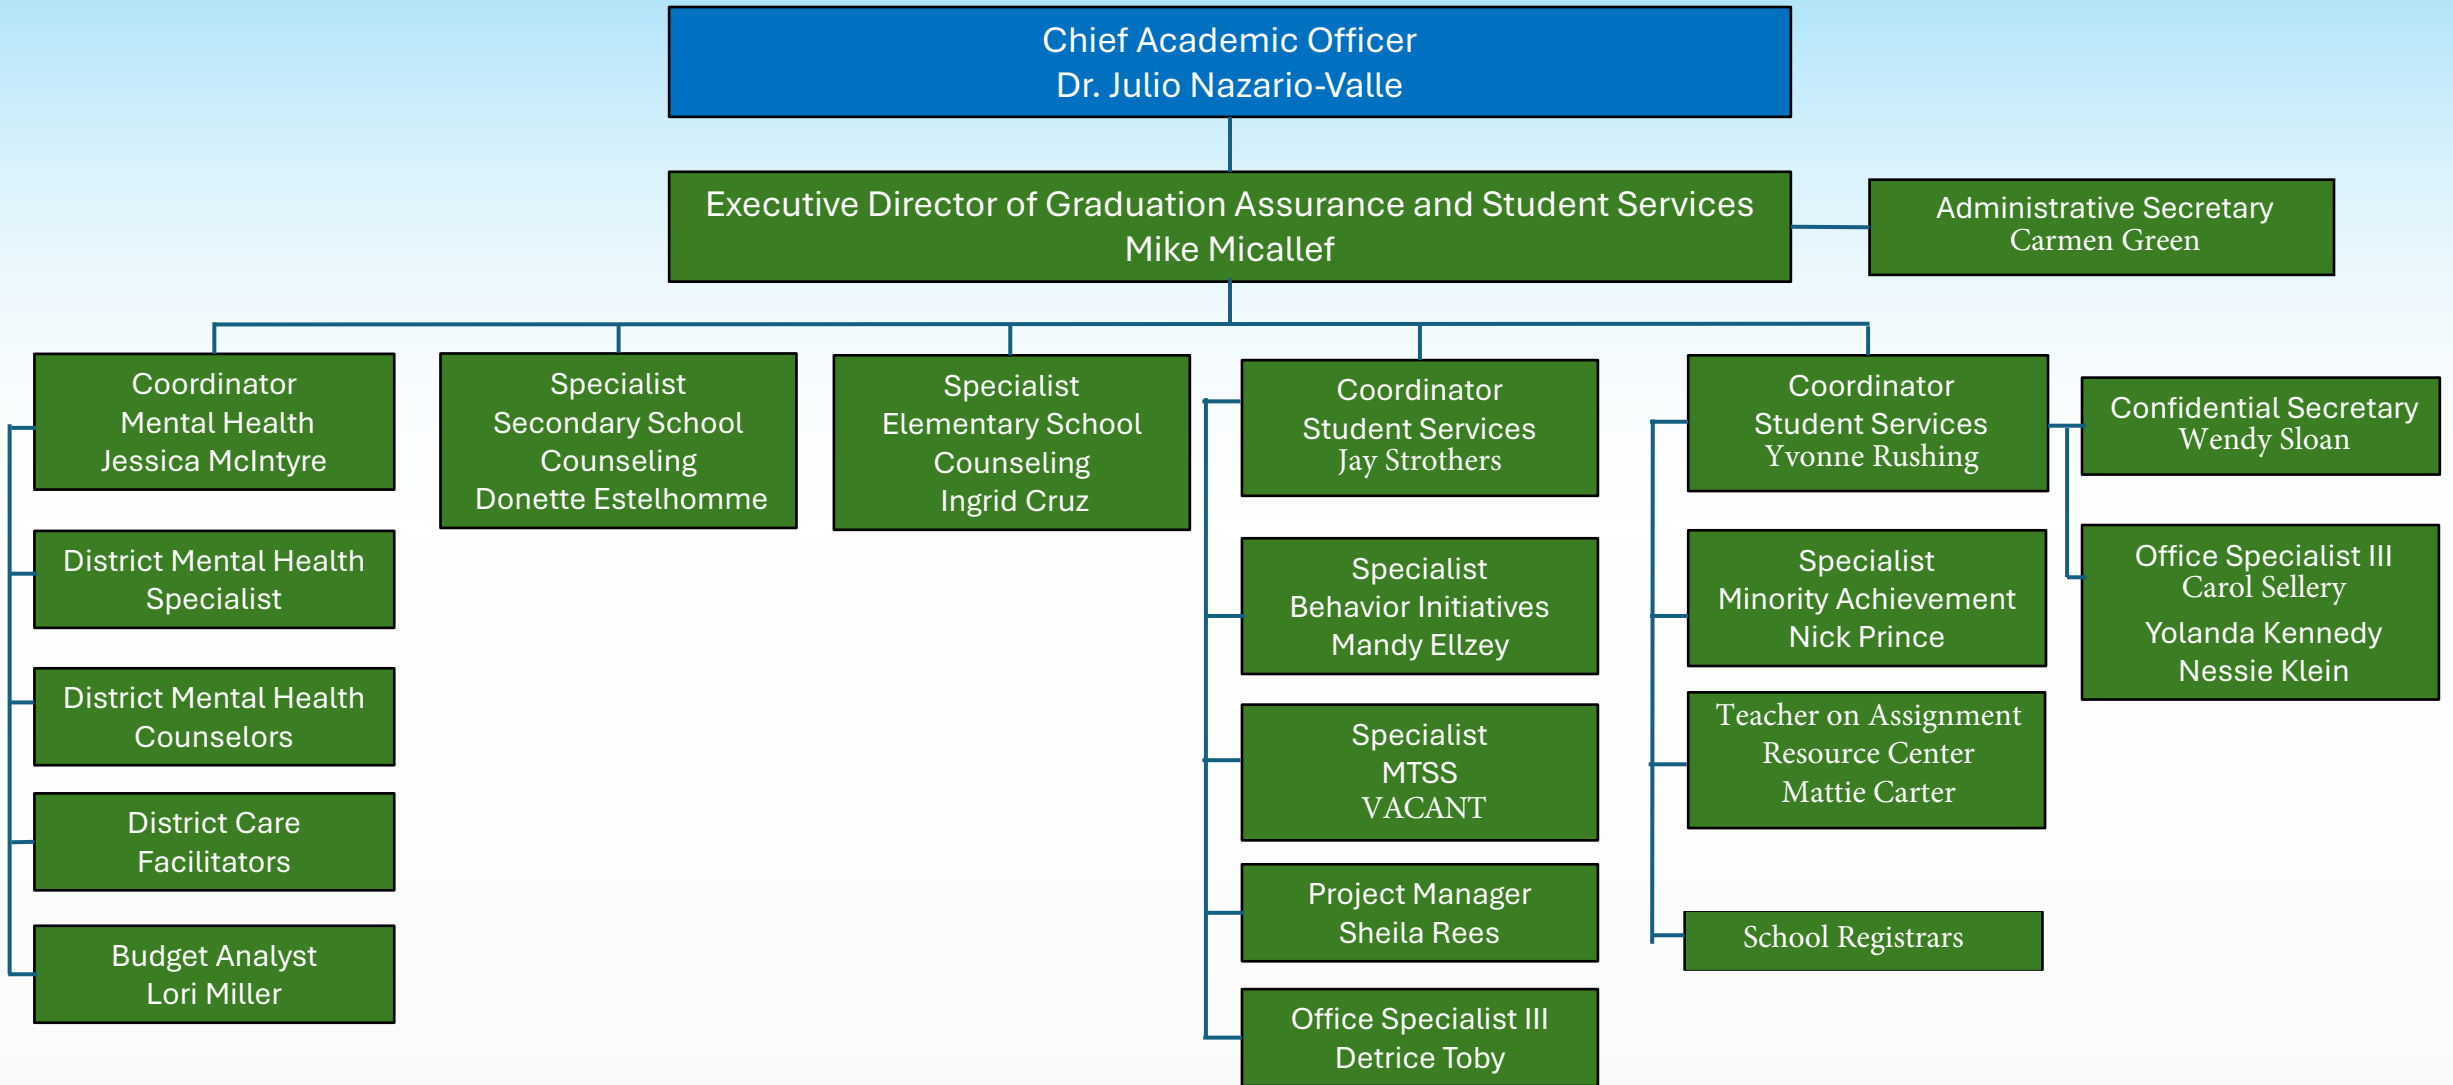 Chief Academic Officer
Dr. Julio Nazario-Valle
Executive Director of Graduation Assurance and Student Services
Mike Micallef
Administrative Secretary
Carmen Green
Coordinator
Mental Health
Jessica McIntyre
District Mental Health
Specialist
District Mental Health
Counselors
District Care
Facilitators
Budget Analyst
Lori Miller
Specialist
Secondary School
Counseling
Donette Estelhomme
Specialist
Elementary School
Counseling
Ingrid Cruz
Coordinator
Student Services
Jay Strothers
Specialist
Behavior Initiatives
Mandy Ellzey
Specialist
MTSS
VACANT
Project Manager
Sheila Rees
Office Specialist III
Detrice Toby
Coordinator
Student Services
Yvonne Rushing
Specialist
Minority Achievement
Nick Prince
Teacher on Assignment
Resource Center
Mattie Carter
School Registrars
Confidential Secretary
Wendy Sloan
Office Specialist III
Carol Sellery
Yolanda Kennedy
Nessie Klein